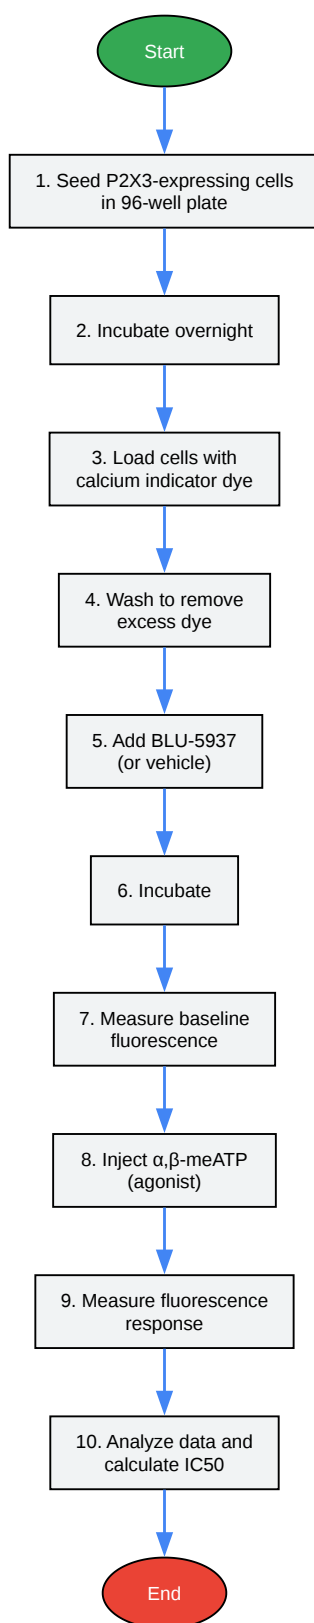 Start
1. Seed P2X3-expressing cells
in 96-well plate
2. Incubate overnight
3. Load cells with
calcium indicator dye
4. Wash to remove
excess dye
5. Add BLU-5937
(or vehicle)
6. Incubate
7. Measure baseline
fluorescence
8. Inject α,β-meATP
(agonist)
9. Measure fluorescence
response
10. Analyze data and
calculate IC50
End